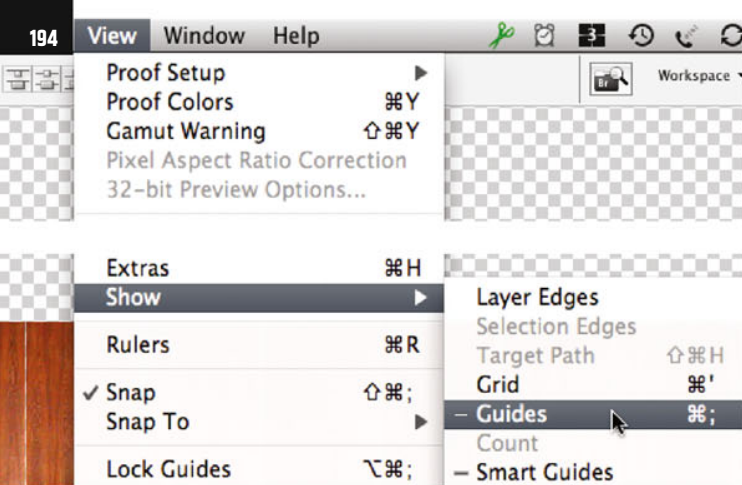 194
View Window Help
3
Br
Workspace
Proof Setup
Proof Colors ⌘Y
Gamut Warning ⇧⌘Y
Pixel Aspect Ratio Correction
32-bit Preview Options...
Extras ⌘H
Show
Layer Edges
Selection Edges
Target Path ⇧⌘H
Grid ⌘'
– Guides ⌘;
Count
– Smart Guides
Rulers ⌘R
✓ Snap ⇧⌘;
Snap To
Lock Guides ⌥⌘;